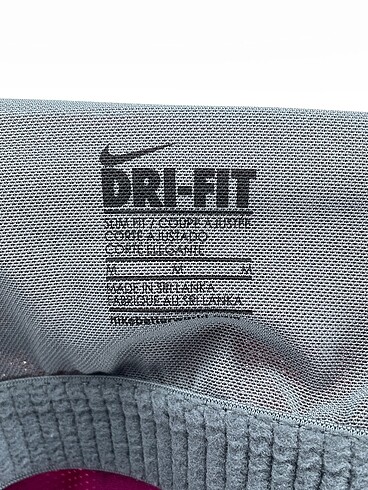 DRI-FIT
SLIM FIT / COUPE AJUSTÉE
CORTE AJUSTADO
CORTE ELEGANTE
M M M
MADE IN SRI LANKA
FABRIQUÉ AU SRI LANKA